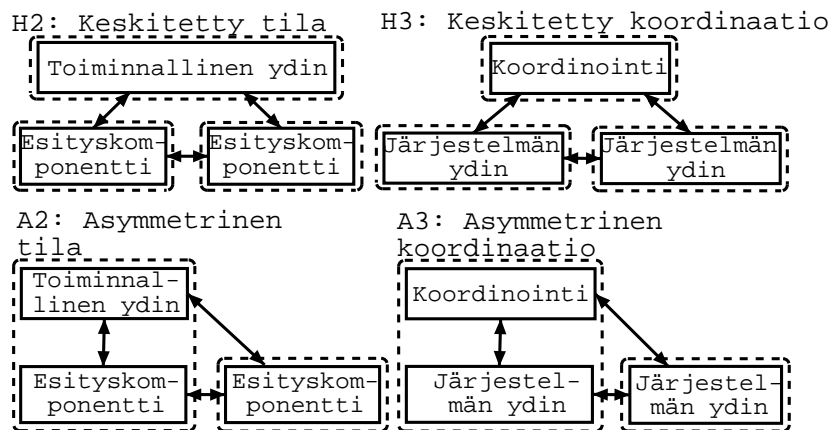 H2: Keskitetty tila
Toiminnallinen ydin
Esityskom-
ponentti
Esityskom-
ponentti
H3: Keskitetty koordinaatio
Koordinointi
Järjestelmän
ydin
Järjestelmän
ydin
A2: Asymmetrinen
tila
Toiminnal-
linen ydin
Esityskom-
ponentti
Esityskom-
ponentti
A3: Asymmetrinen
koordinaatio
Koordinointi
Järjestel-
män ydin
Järjestel-
män ydin